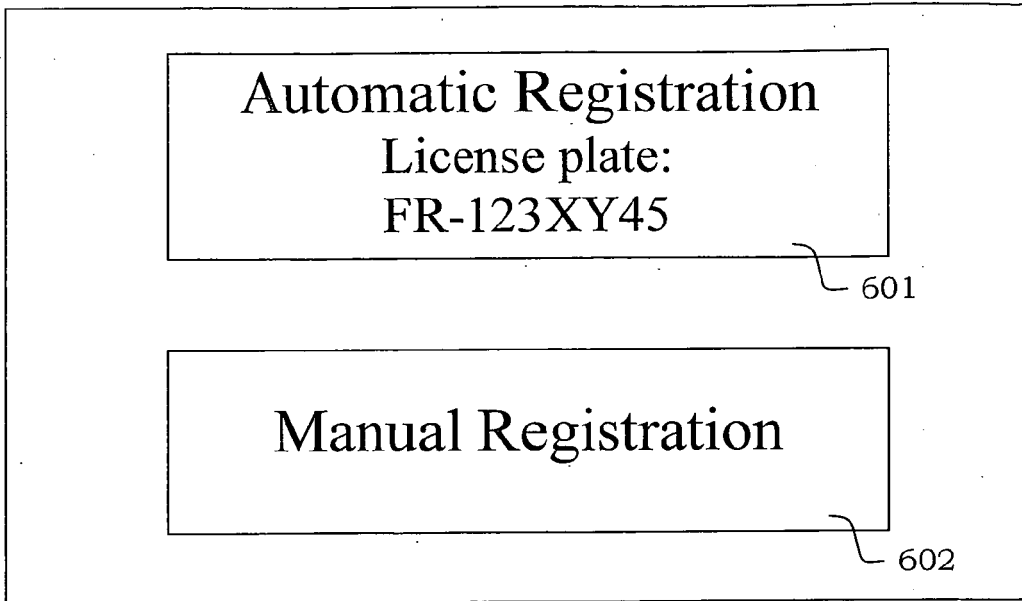 Automatic Registration
License plate:
FR-123XY45
601
Manual Registration
602